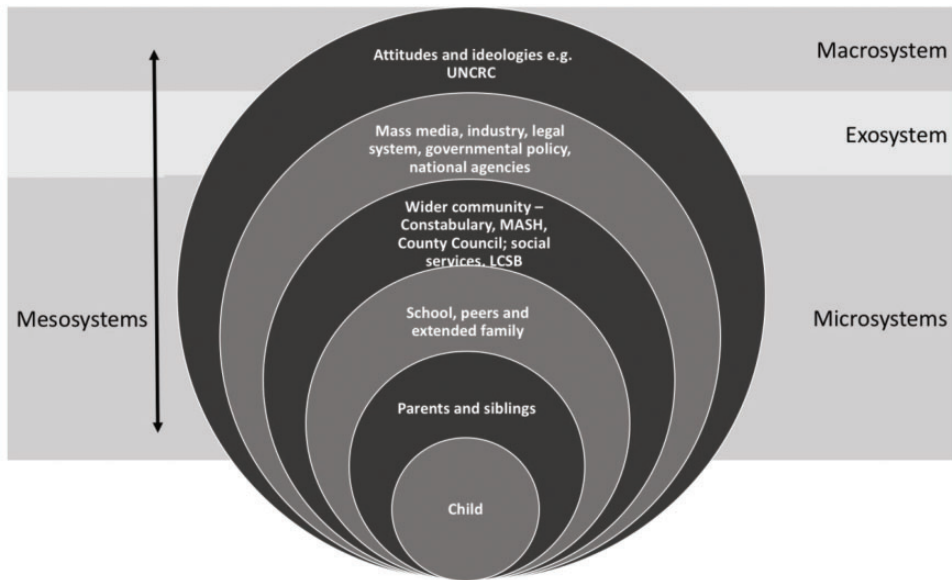 Attitudes and ideologies e.g.
UNCRC
Macrosystem
Mass media, industry, legal
system, governmental policy,
national agencies
Exosystem
Wider community –
Constabulary, MASH,
County Council; social
services, LCSB
Mesosystems
Microsystems
School, peers and
extended family
Parents and siblings
Child